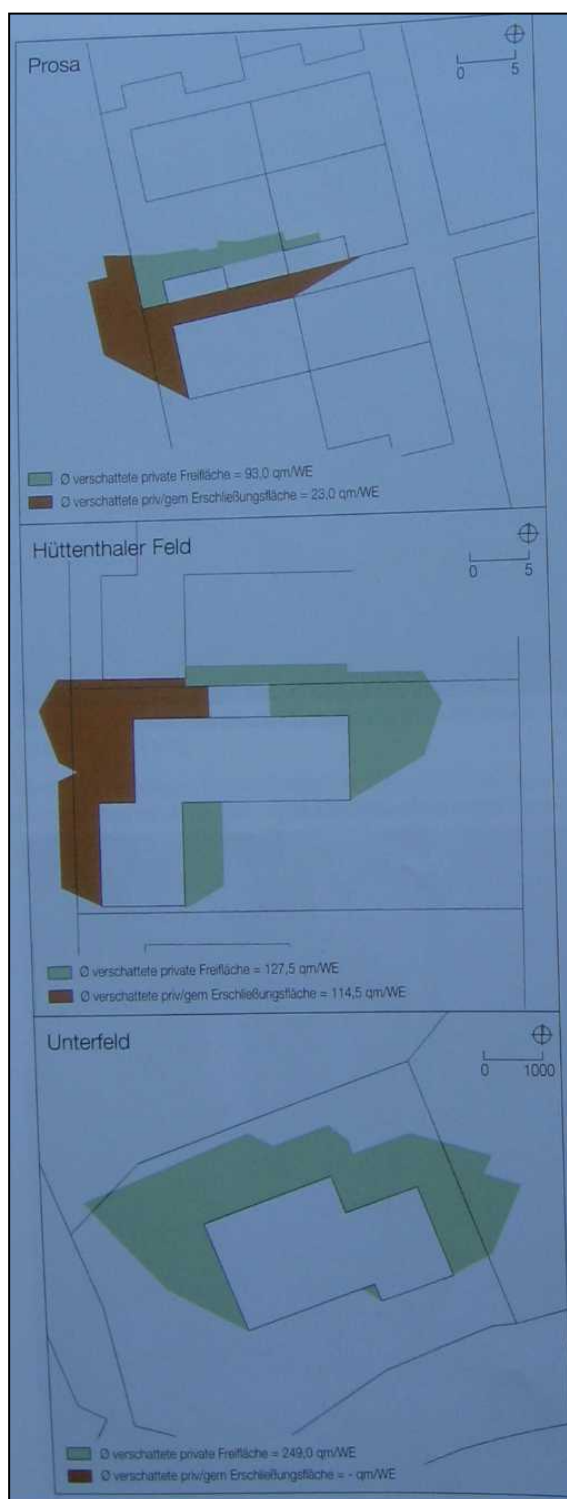 Prosa
0 5
Ø verschattete private Freifläche = 93,0 qm/WE
Ø verschattete priv/gem Erschließungsfläche = 23,0 qm/WE
Hüttenthaler Feld
0 5
Ø verschattete private Freifläche = 127,5 qm/WE
Ø verschattete priv/gem Erschließungsfläche = 114,5 qm/WE
Unterfeld
0 1000
Ø verschattete private Freifläche = 249,0 qm/WE
Ø verschattete priv/gem Erschließungsfläche = - qm/WE